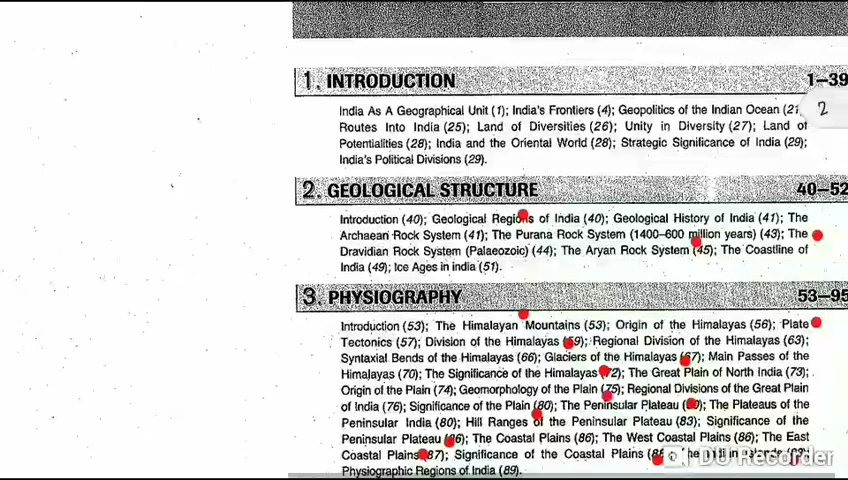 1. INTRODUCTION 1–39
India As A Geographical Unit (1); India's Frontiers (4); Geopolitics of the Indian Ocean (21
2
Routes Into India (25); Land of Diversities (26); Unity in Diversity (27); Land of
Potentialities (28); India and the Oriental World (28); Strategic Significance of India (29);
India's Political Divisions (29).
2. GEOLOGICAL STRUCTURE 40–52
Introduction (40); Geological Regions of India (40); Geological History of India (41); The
Archaean Rock System (41); The Purana Rock System (1400–600 million years) (43); The
Dravidian Rock System (Palaeozoic) (44); The Aryan Rock System (45); The Coastline of
India (49); Ice Ages in india (51).
3. PHYSIOGRAPHY 53–95
Introduction (53); The Himalayan Mountains (53); Origin of the Himalayas (56); Plate
Tectonics (57); Division of the Himalayas (59); Regional Division of the Himalayas (63);
Syntaxial Bends of the Himalayas (66); Glaciers of the Himalayas (67); Main Passes of the
Himalayas (70); The Significance of the Himalayas (72); The Great Plain of North India (73);
Origin of the Plain (74); Geomorphology of the Plain (75); Regional Divisions of the Great Plain
of India (76); Significance of the Plain (80); The Peninsular Plateau (80); The Plateaus of the
Peninsular India (80); Hill Ranges of the Peninsular Plateau (83); Significance of the
Peninsular Plateau (86); The Coastal Plains (86); The West Coastal Plains (86); The East
Coastal Plains (87); Significance of the Coastal Plains (88); The Indian Islands
Physiographic Regions of India (89).
DU Recorder